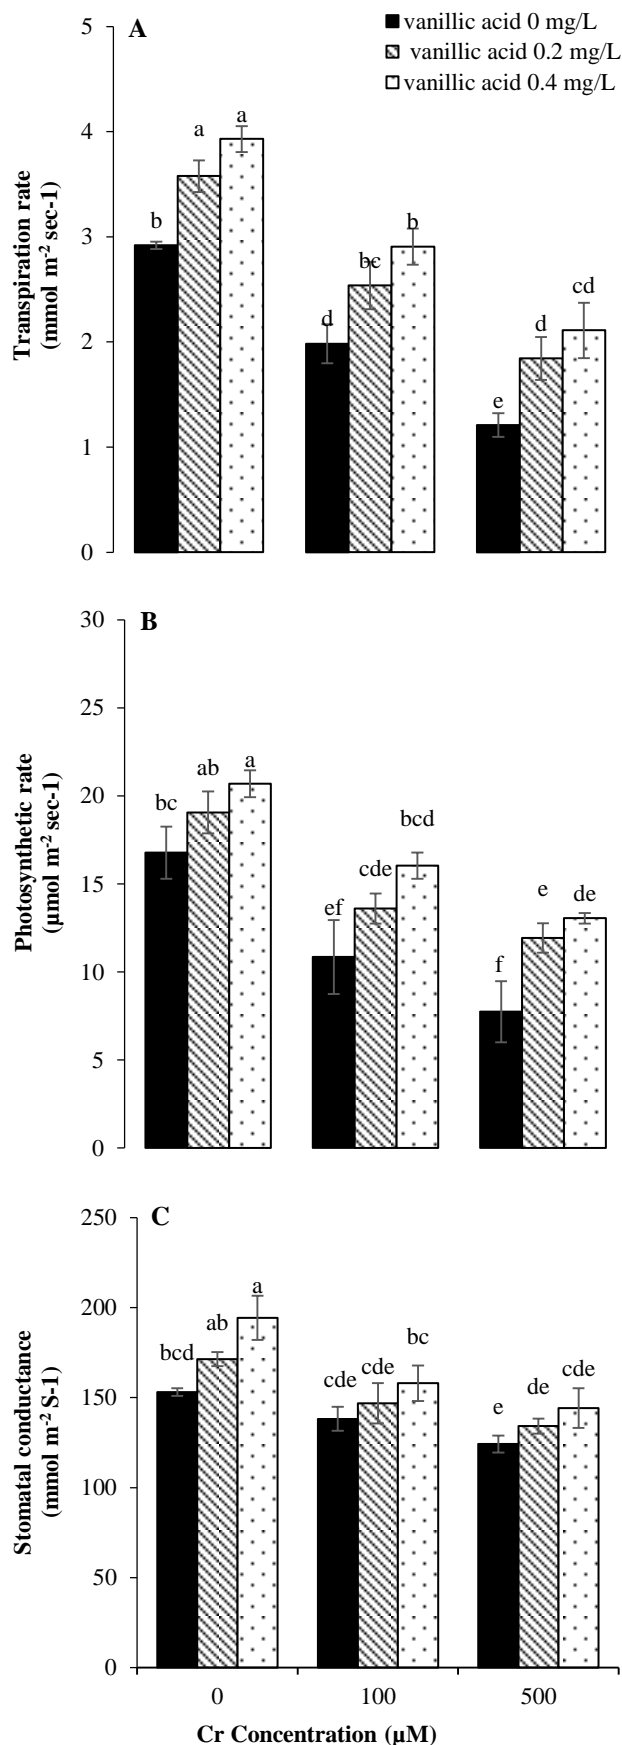 A
vanillic acid 0 mg/L
vanillic acid 0.2 mg/L
vanillic acid 0.4 mg/L
Transpiration rate
(mmol m-2 sec-1)
5
4
3
2
1
0
b
a
a
d
bc
b
e
d
cd
B
Photosynthetic rate
(µmol m-2 sec-1)
30
25
20
15
10
5
0
bc
ab
a
ef
cde
bcd
f
e
de
C
Stomatal conductance
(mmol m-2 S-1)
250
200
150
100
50
0
bcd
ab
a
cde
cde
bc
e
de
cde
0
100
500
Cr Concentration (µM)